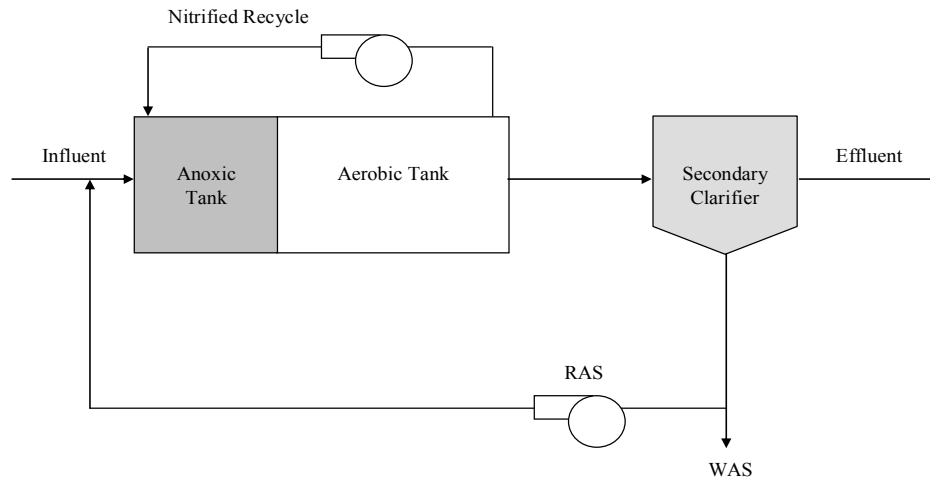 Nitrified Recycle
Influent
Anoxic
Tank
Aerobic Tank
Secondary
Clarifier
Effluent
RAS
WAS